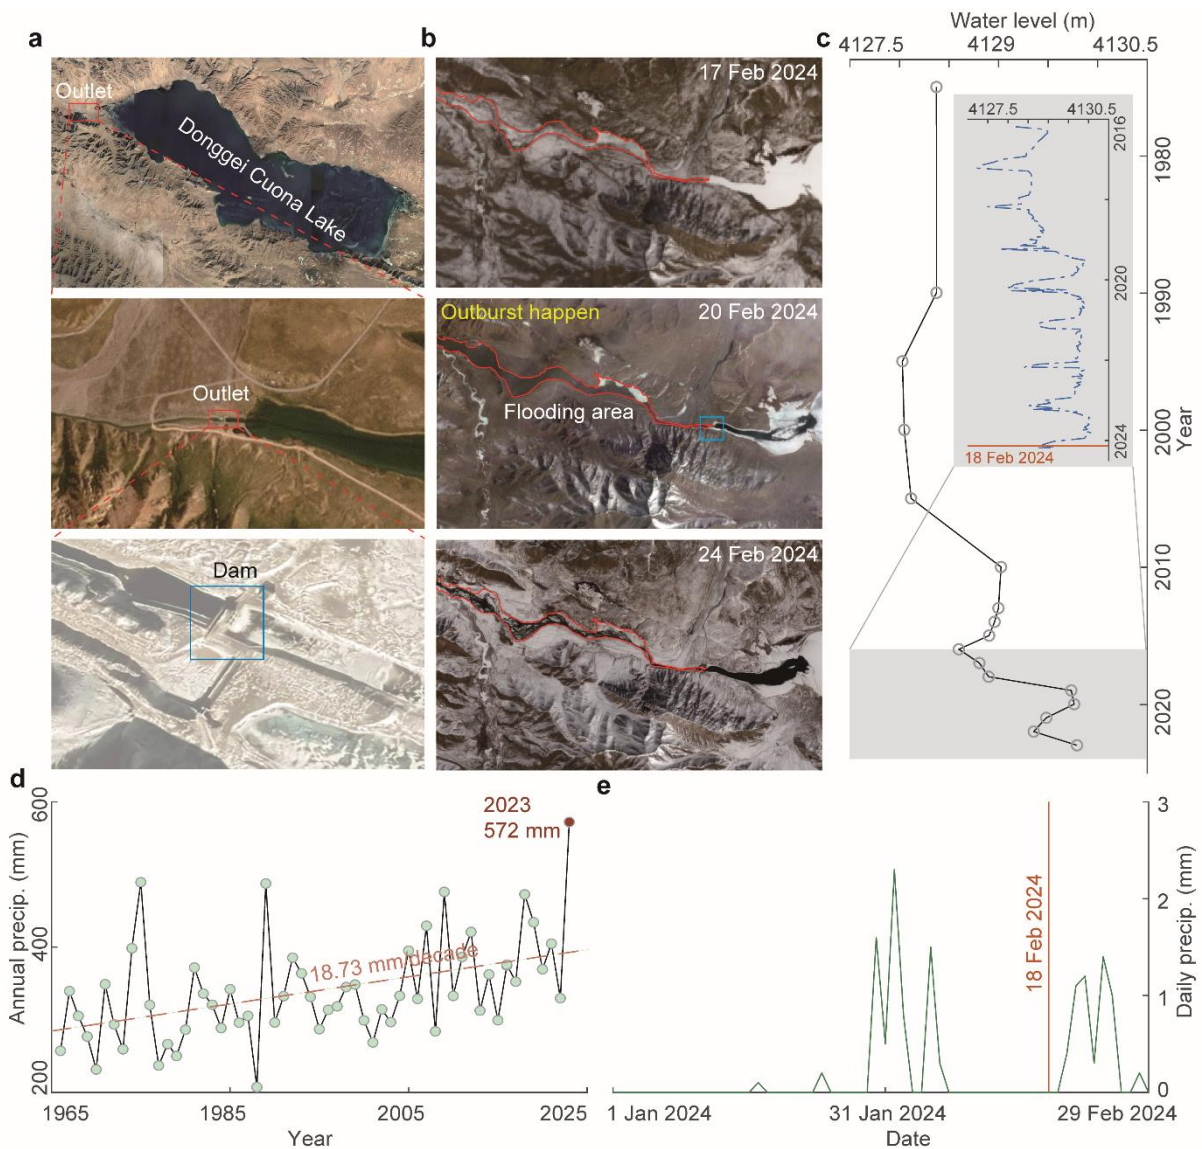 a
Outlet
Donggei Cuona Lake
Outlet
Dam
b
17 Feb 2024
Outburst happen
20 Feb 2024
Flooding area
24 Feb 2024
c
Water level (m)
4127.5 4129 4130.5
4127.5 4130.5
2016
2020
2024
18 Feb 2024
1980
1990
2000
2010
2020
Year
d
Annual precip. (mm)
600
400
200
2023
572 mm
18.73 mm/decade
1965 1985 2005 2025
Year
e
18 Feb 2024
3
2
1
0
Daily precip. (mm)
1 Jan 2024 31 Jan 2024 29 Feb 2024
Date